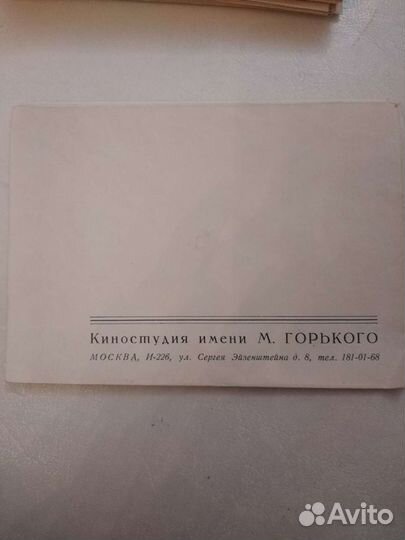 Киностудия имени М. ГОРЬКОГО
МОСКВА, И-226, ул. Сергея Эйзенштейна д. 8, тел. 181-01-68
Avito